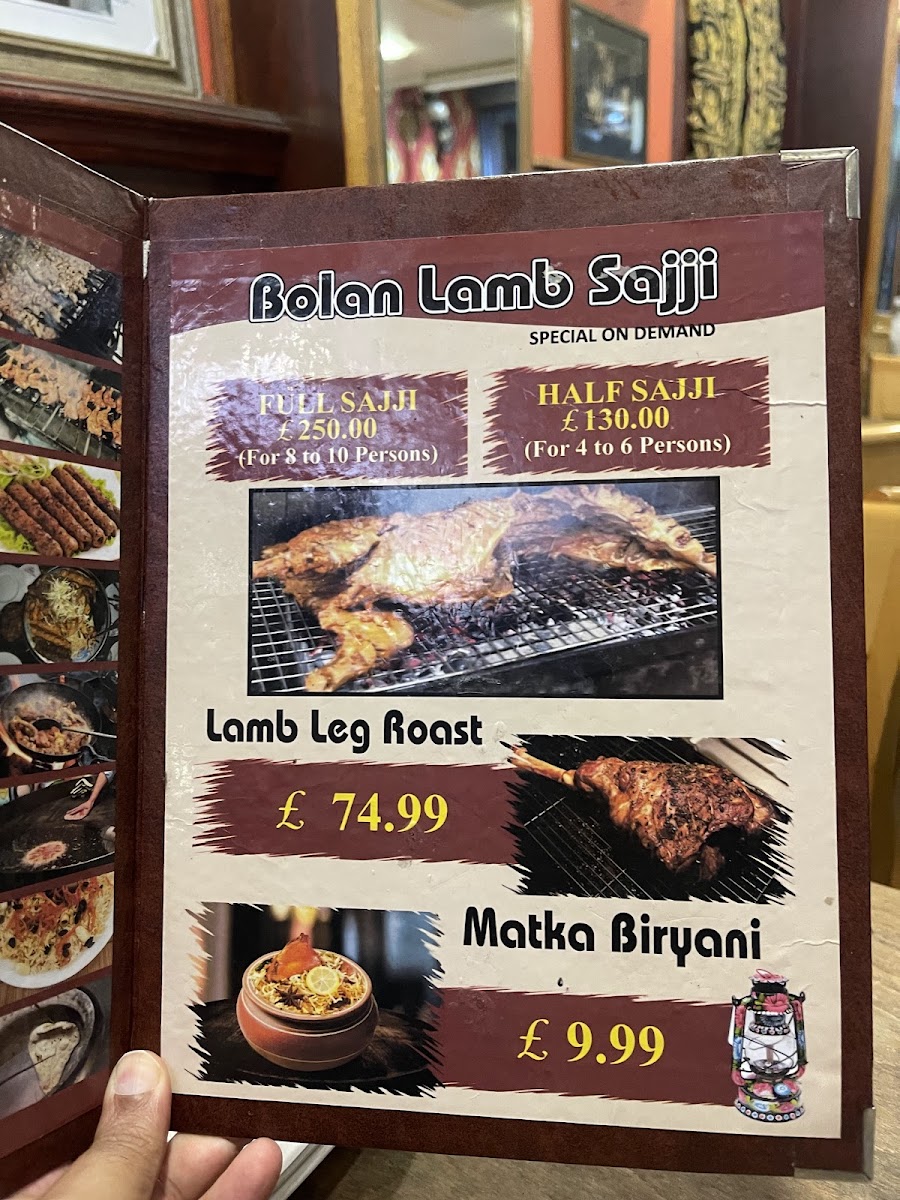 Bolan Lamb Sajji
SPECIAL ON DEMAND
FULL SAJJI
£ 250.00
(For 8 to 10 Persons)
HALF SAJJI
£ 130.00
(For 4 to 6 Persons)
Lamb Leg Roast
£ 74.99
Matka Biryani
£ 9.99